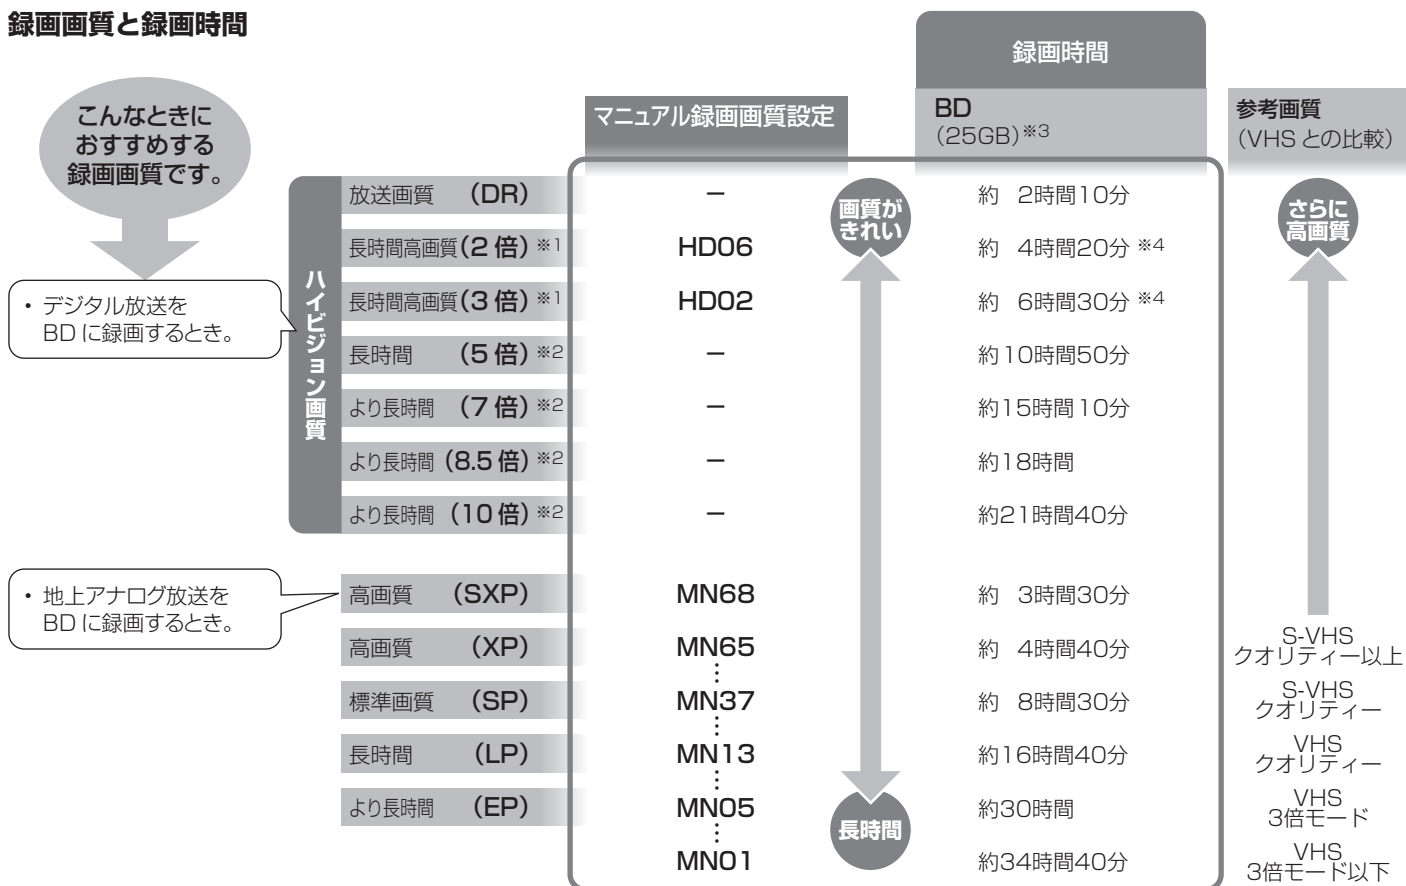 録画画質と録画時間
こんなときに
おすすめする
録画画質です。
・ デジタル放送を
BD に録画するとき。
・ 地上アナログ放送を
BD に録画するとき。
録画時間
マニュアル録画画質設定
BD
(25GB)※3
参考画質
(VHS との比較)
ハイビジョン画質
放送画質 (DR) − 約 2時間10分
長時間高画質(2 倍)※1 HD06 約 4時間20分 ※4
長時間高画質(3 倍)※1 HD02 約 6時間30分 ※4
長時間 (5 倍)※2 − 約10時間50分
より長時間 (7 倍)※2 − 約15時間10分
より長時間 (8.5 倍)※2 − 約18時間
より長時間 (10 倍)※2 − 約21時間40分
高画質 (SXP) MN68 約 3時間30分
高画質 (XP) MN65 約 4時間40分
標準画質 (SP) MN37 約 8時間30分
長時間 (LP) MN13 約16時間40分
より長時間 (EP) MN05 約30時間
MN01 約34時間40分
画質が
きれい
長時間
さらに
高画質
S-VHS
クオリティー以上
S-VHS
クオリティー
VHS
クオリティー
VHS
3倍モード
VHS
3倍モード以下